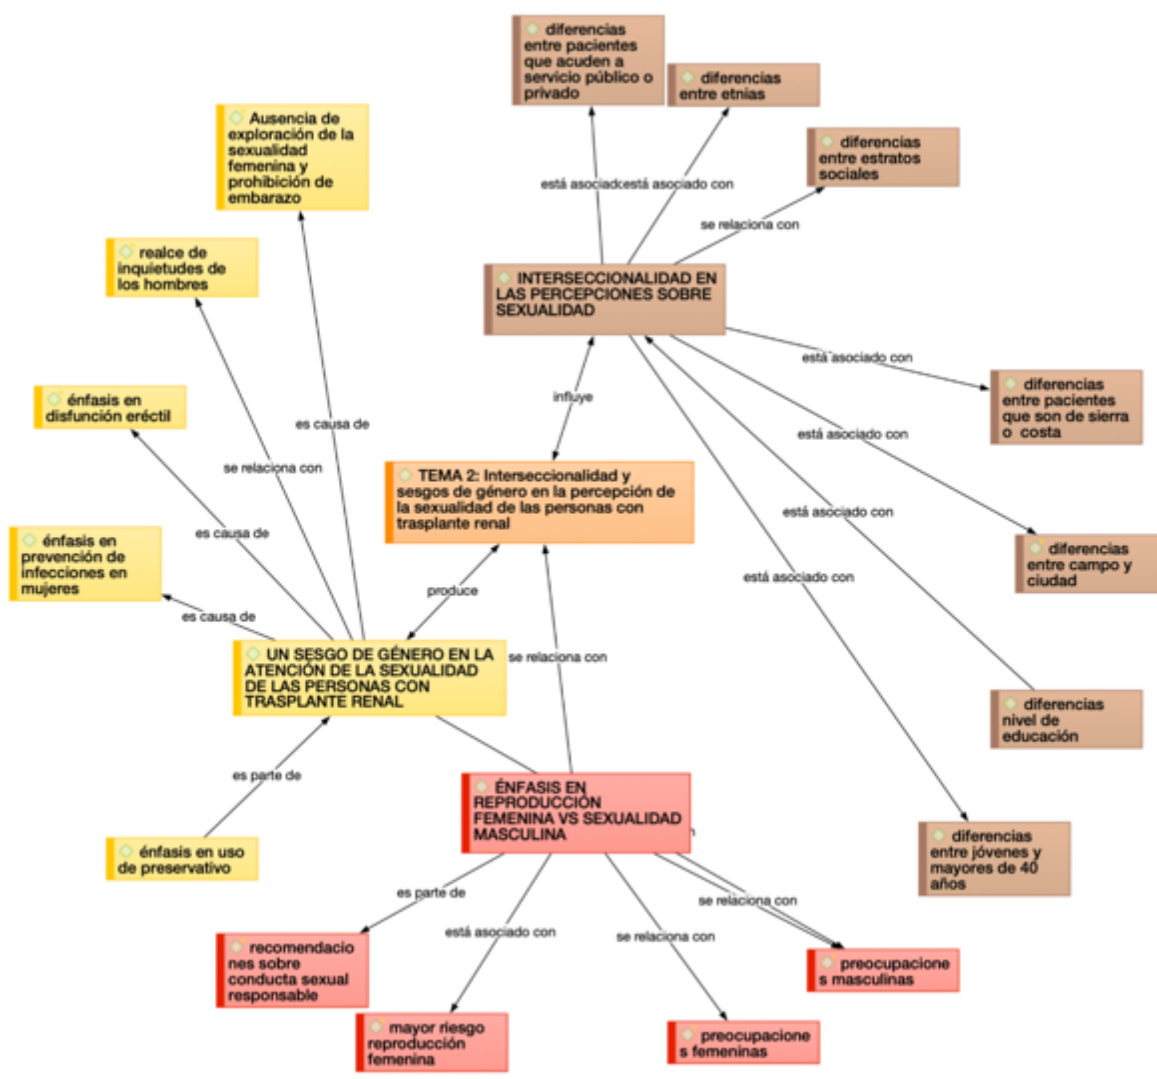 diferencias
entre pacientes
que acuden a
servicio público o
privado
diferencias
entre etnias
Ausencia de
exploración de la
sexualidad
femenina y
prohibición de
embarazo
diferencias
entre estratos
sociales
está asociado
está asociado con
se relaciona con
realce de
inquietudes de
los hombres
INTERSECCIONALIDAD EN
LAS PERCEPCIONES SOBRE
SEXUALIDAD
está asociado con
diferencias
entre pacientes
que son de sierra
o costa
énfasis en
disfunción eréctil
influye
es causa de
está asociado con
se relaciona con
TEMA 2: Interseccionalidad y
sesgos de género en la percepción de
la sexualidad de las personas con
trasplante renal
está asociado con
es causa de
énfasis en
prevención de
infecciones en
mujeres
diferencias
entre campo y
ciudad
está asociado con
produce
es causa de
UN SESGO DE GÉNERO EN LA
ATENCIÓN DE LA SEXUALIDAD
DE LAS PERSONAS CON
TRASPLANTE RENAL
se relaciona con
diferencias
nivel de
educación
es parte de
ÉNFASIS EN
REPRODUCCIÓN
FEMENINA VS SEXUALIDAD
MASCULINA
énfasis en uso
de preservativo
diferencias
entre jóvenes y
mayores de 40
años
es parte de
se relaciona con
está asociado con
se relaciona con
recomendacio
nes sobre
conducta sexual
responsable
preocupacione
s masculinas
mayor riesgo
reproducción
femenina
preocupacione
s femeninas